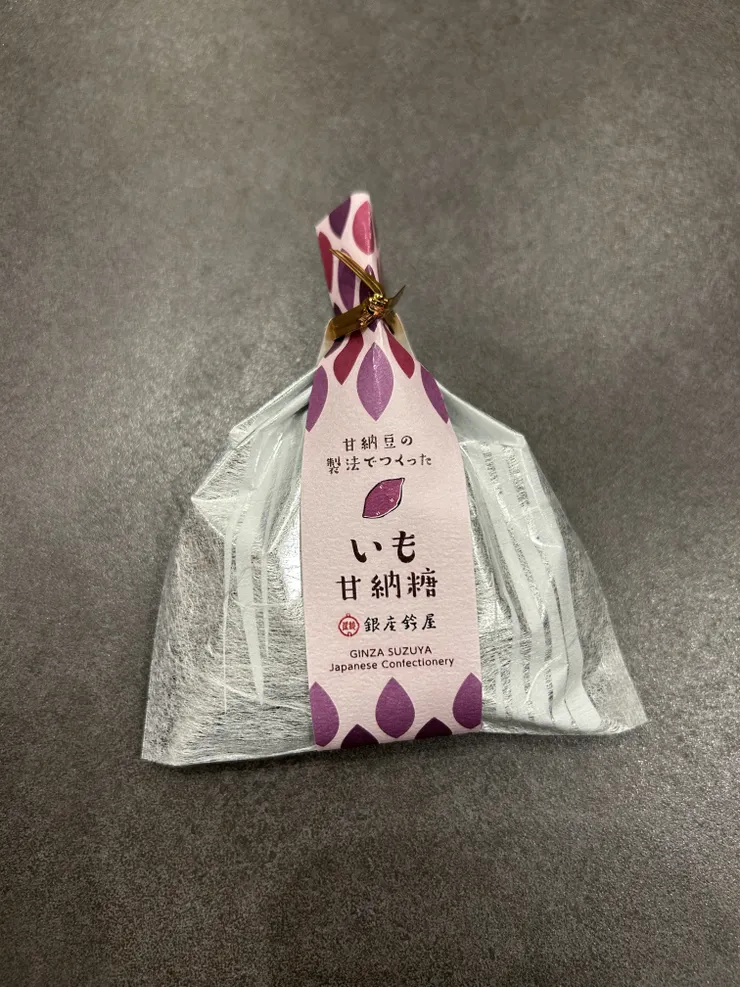 甘納豆の
製法でつくった
いも
甘納糖
銀座鈴屋
GINZA SUZUYA
Japanese Confectionery